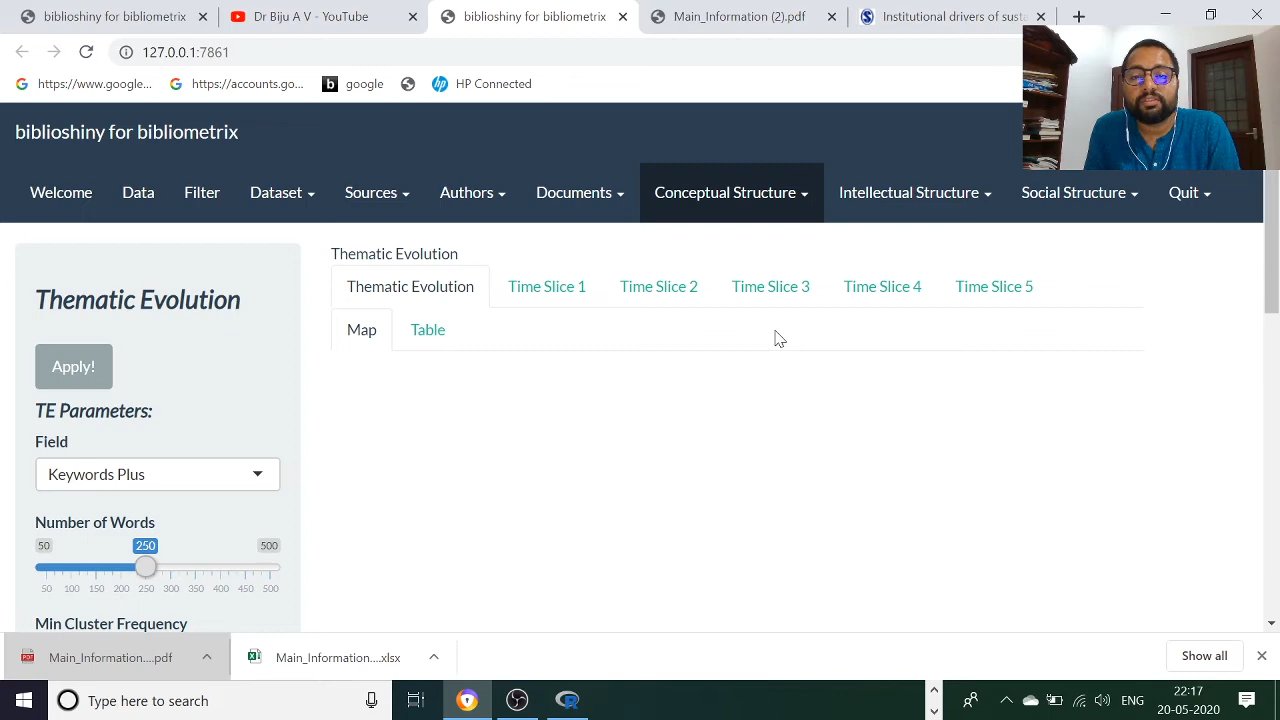 biblioshiny for bibliometrix
Dr Biju A V - YouTube
biblioshiny for bibliometrix
Main_Information (2).pdf
Institutional drivers of susta
127.0.0.1:7861
https://www.google...
https://accounts.go...
google
HP Connected
biblioshiny for bibliometrix
Welcome
Data
Filter
Dataset
Sources
Authors
Documents
Conceptual Structure
Intellectual Structure
Social Structure
Quit
Thematic Evolution
Thematic Evolution
Time Slice 1
Time Slice 2
Time Slice 3
Time Slice 4
Time Slice 5
Map
Table
Thematic Evolution
Apply!
TE Parameters:
Field
Keywords Plus
Number of Words
50 250 500
50 100 150 200 250 300 350 400 450 500
Min Cluster Frequency
Main_Information....pdf
Main_Information....xlsx
Show all
Type here to search
ENG
22:17
20-05-2020